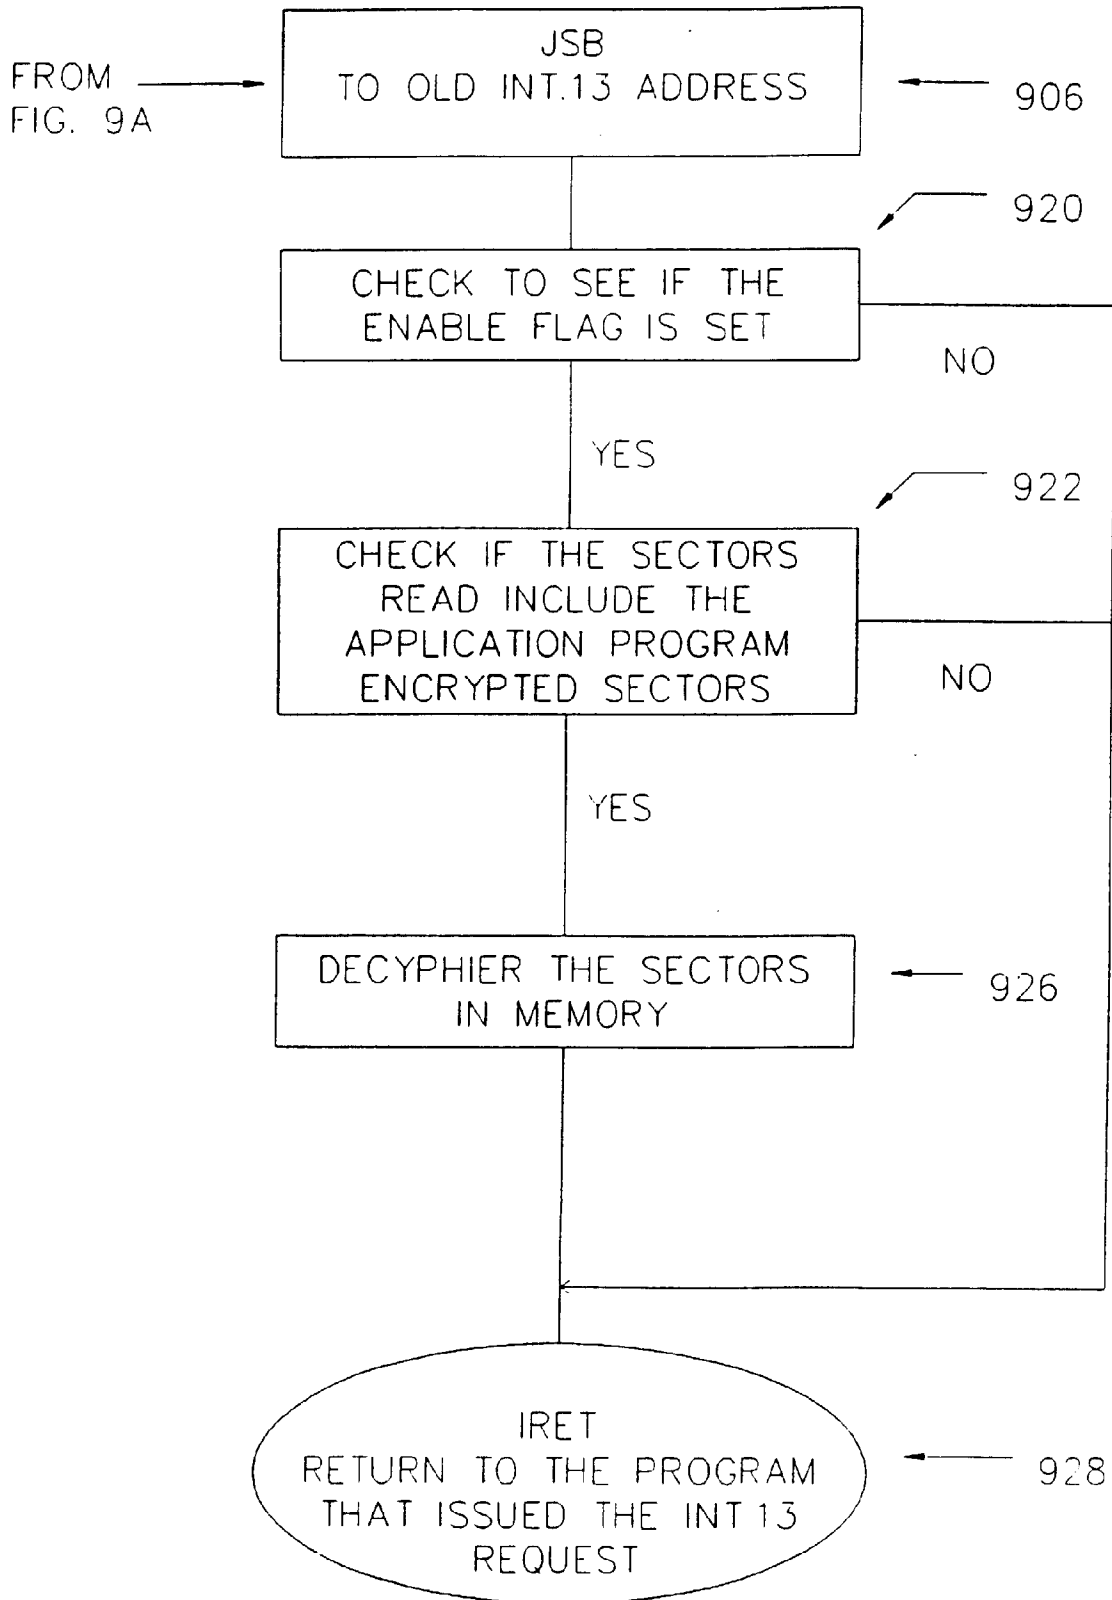 JSB
TO OLD INT.13 ADDRESS
FROM
FIG. 9A
906
920
CHECK TO SEE IF THE
ENABLE FLAG IS SET
NO
YES
922
CHECK IF THE SECTORS
READ INCLUDE THE
APPLICATION PROGRAM
ENCRYPTED SECTORS
NO
YES
DECYPHIER THE SECTORS
IN MEMORY
926
IRET
RETURN TO THE PROGRAM
THAT ISSUED THE INT 13
REQUEST
928